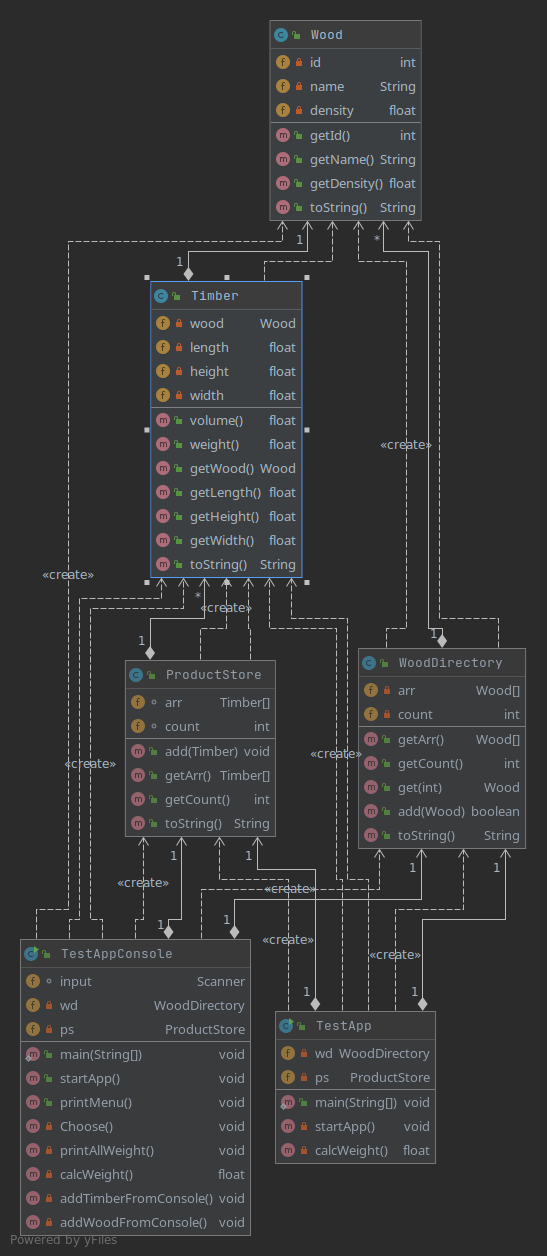 Wood
id int
name String
density float
getId() int
getName() String
getDensity() float
toString() String
1 *
1
Timber
wood Wood
length float
height float
width float
volume() float
weight() float
getWood() Wood
getLength() float
getHeight() float
getWidth() float
toString() String
«create»
«create»
*
«create»
1
1
ProductStore
arr Timber[]
count int
add(Timber) void
getArr() Timber[]
getCount() int
toString() String
WoodDirectory
arr Wood[]
count int
getArr() Wood[]
getCount() int
get(int) Wood
add(Wood) boolean
toString() String
«create»
«create»
1 1 1 1
«create»
«create»
1 1
«create»
«create»
TestAppConsole
input Scanner
wd WoodDirectory
ps ProductStore
main(String[]) void
startApp() void
printMenu() void
Choose() void
printAllWeight() void
calcWeight() float
addTimberFromConsole() void
addWoodFromConsole() void
1 1
TestApp
wd WoodDirectory
ps ProductStore
main(String[]) void
startApp() void
calcWeight() float
Powered by yFiles